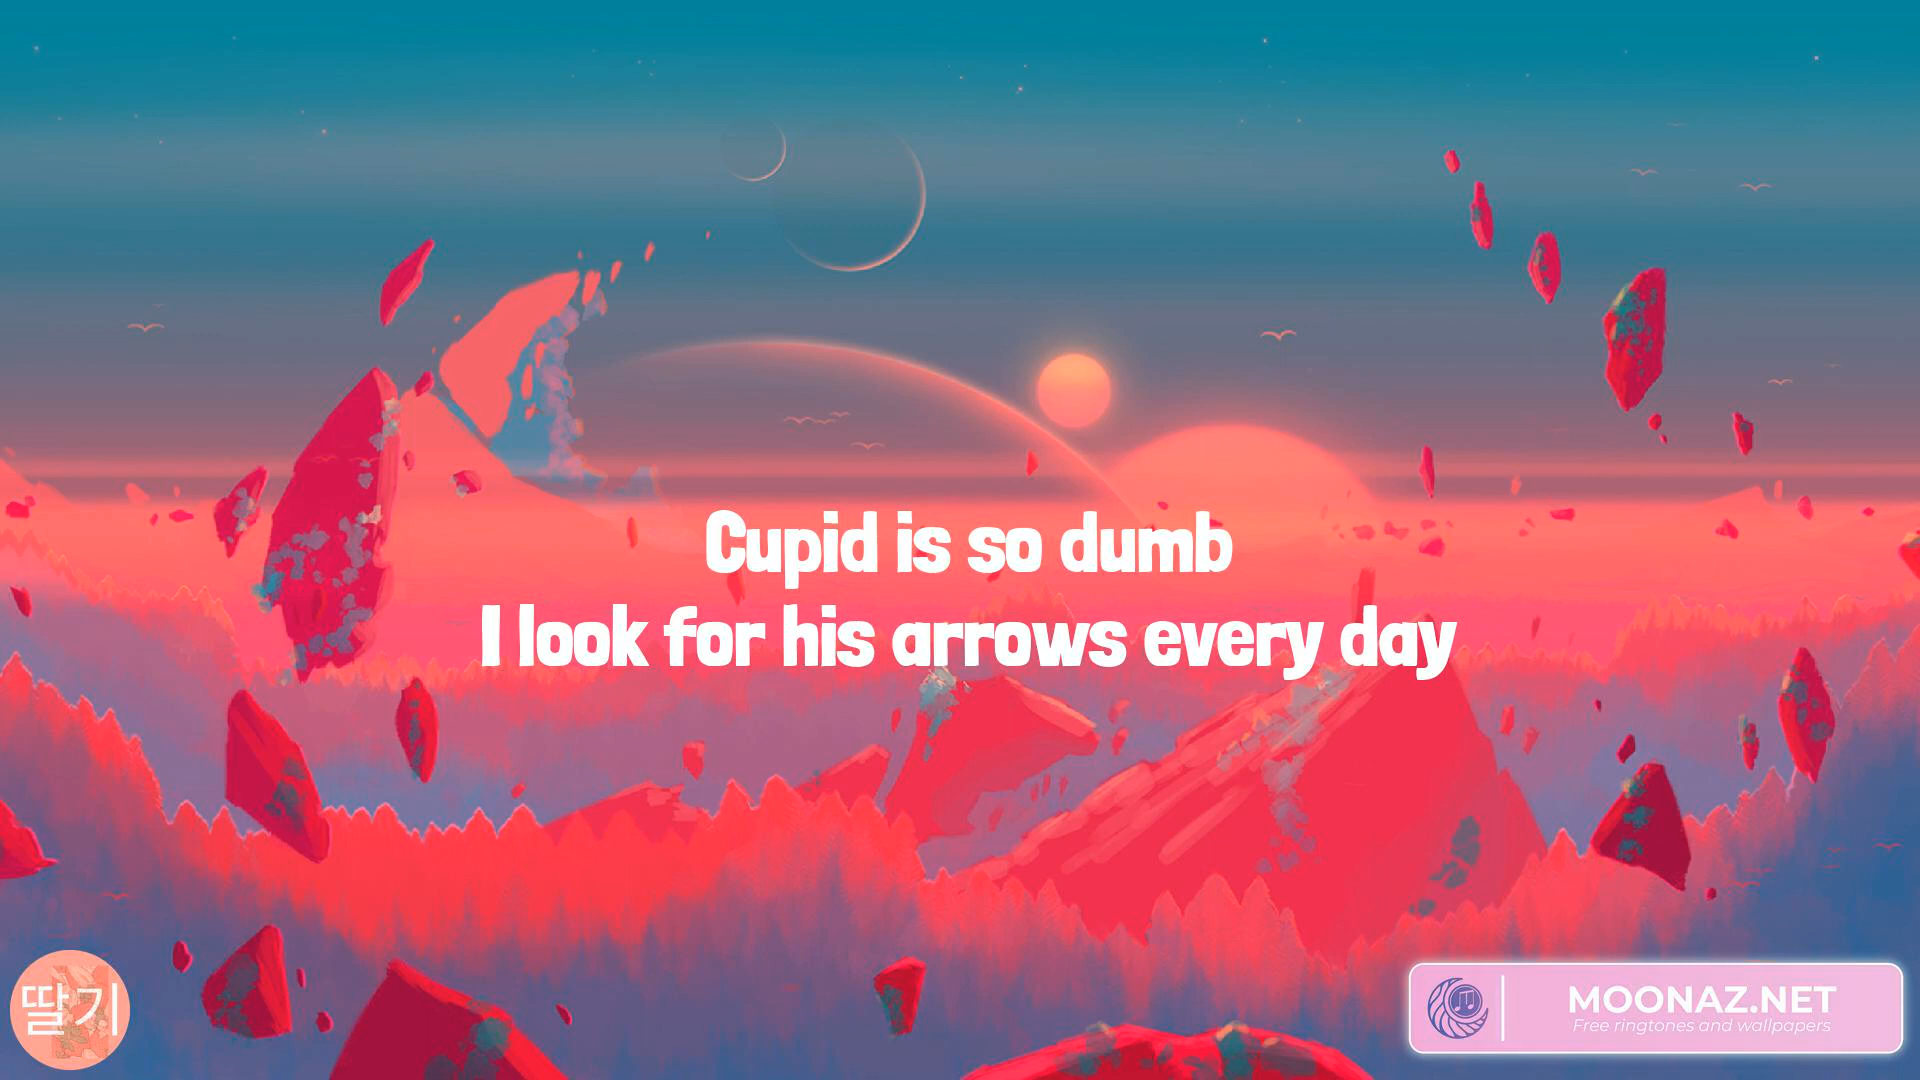 Cupid is so dumb
I look for his arrows every day
딸기
MOONAZ.NET
Free ringtones and wallpapers